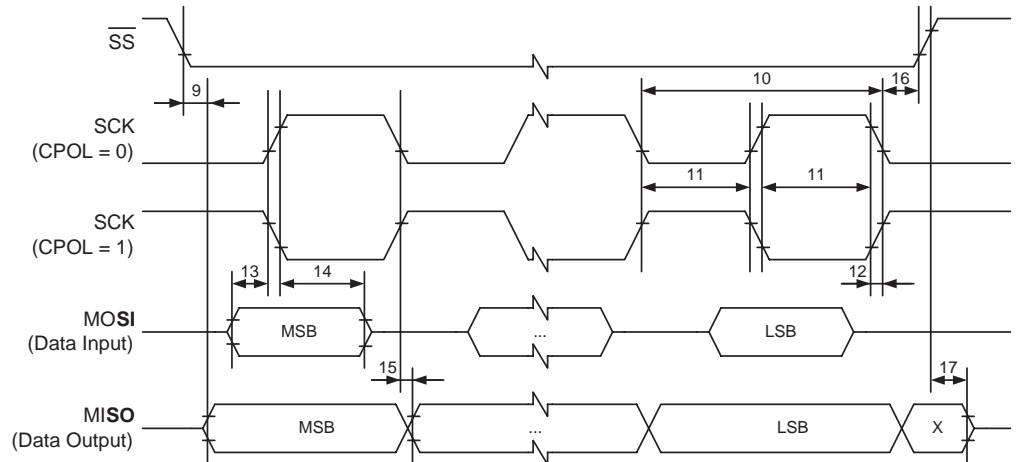 SS
10
16
9
SCK
(CPOL = 0)
11
11
SCK
(CPOL = 1)
13
14
12
MOSI
(Data Input)
MSB
...
LSB
15
17
MISO
(Data Output)
MSB
...
LSB
X